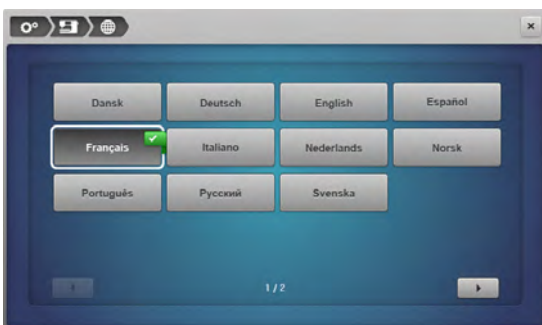 Dansk Deutsch English Español
Français Italiano Nederlands Norsk
Português Русский Svenska
1 / 2